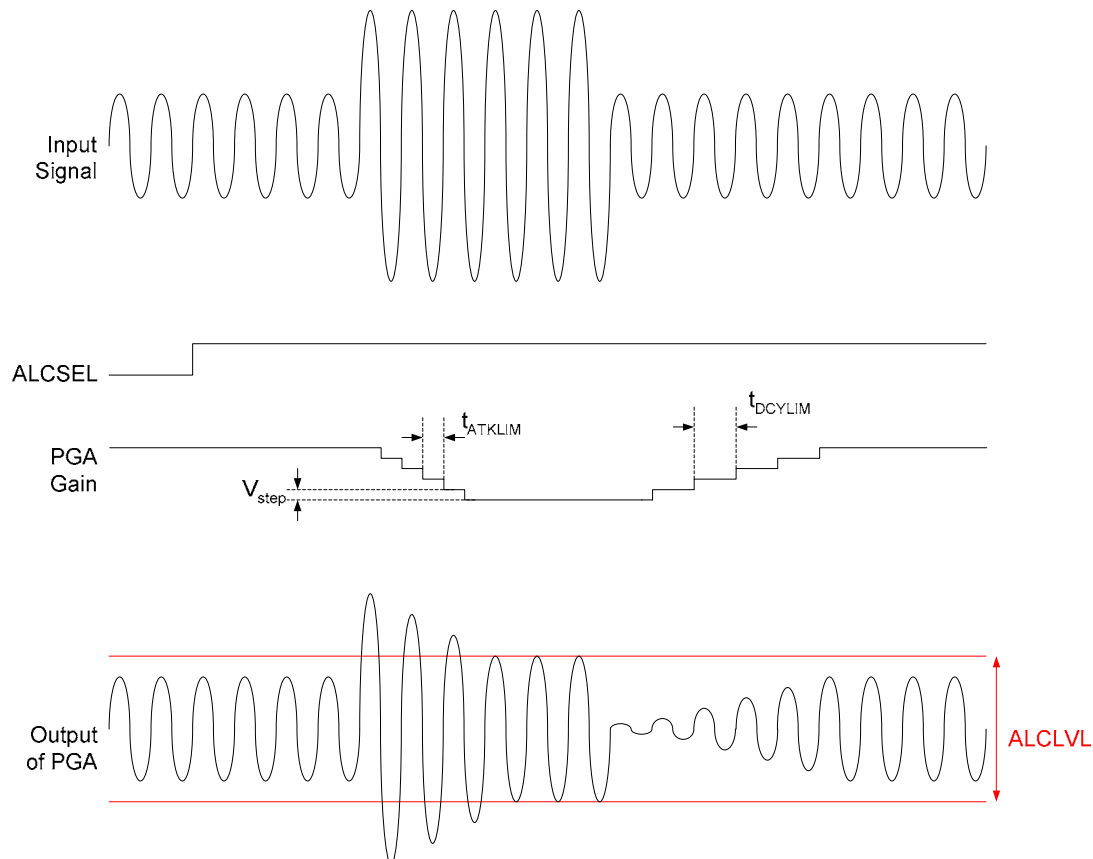 Input
Signal
ALCSEL
tATKLIM
tDCYLIM
PGA
Gain
Vstep
Output
of PGA
ALCLVL